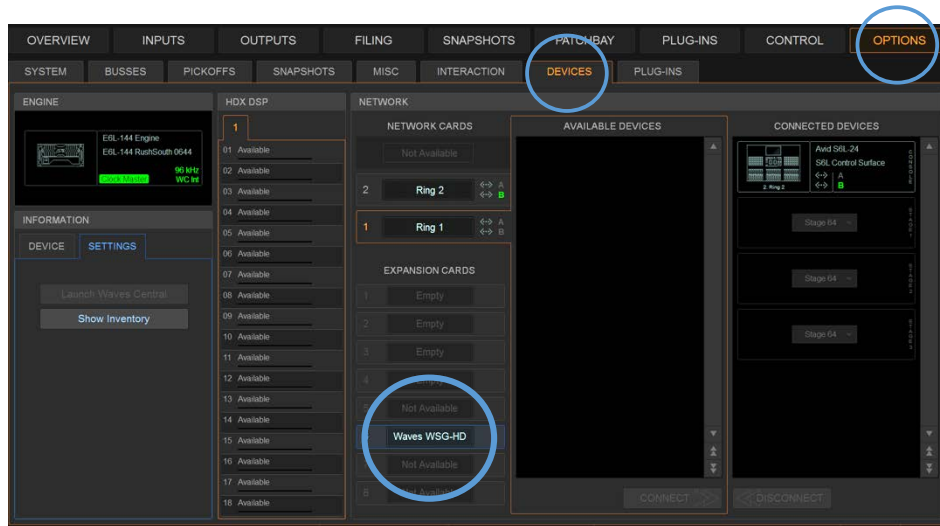 OVERVIEW INPUTS OUTPUTS FILING SNAPSHOTS PATCHBAY PLUG-INS CONTROL OPTIONS
SYSTEM BUSSES PICKOFFS SNAPSHOTS MISC INTERACTION DEVICES PLUG-INS
ENGINE
E6L-144 Engine
E6L-144 RushSouth 0644
96 kHz
Clock Master WC Int
INFORMATION
DEVICE SETTINGS
Launch Waves Central
Show Inventory
HDX DSP
1
01 Available
02 Available
03 Available
04 Available
05 Available
06 Available
07 Available
08 Available
09 Available
10 Available
11 Available
12 Available
13 Available
14 Available
15 Available
16 Available
17 Available
18 Available
NETWORK
NETWORK CARDS
Not Available
2 Ring 2 A
B
1 Ring 1 A
B
EXPANSION CARDS
1 Empty
2 Empty
3 Empty
4 Empty
Not Available
Waves WSG-HD
Not Available
8 Not Available
AVAILABLE DEVICES
CONNECT
CONNECTED DEVICES
Avid S6L-24
S6L Control Surface
A
B
2: Ring 2
Stage 64
Stage 64
Stage 64
DISCONNECT